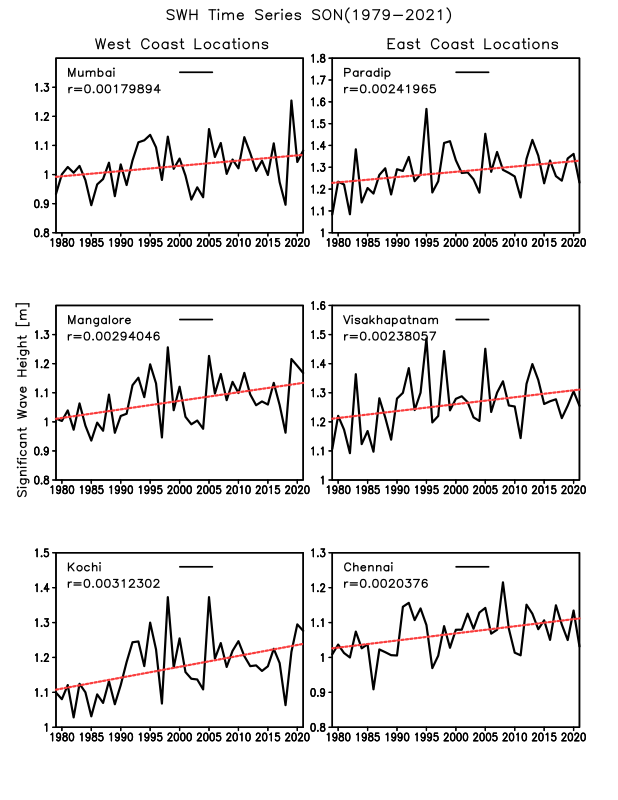 SWH Time Series SON(1979−2021)
West Coast Locations
East Coast Locations
Significant Wave Height [m]
Mumbai
r=0.00179894
1.3
1.2
1.1
1
0.9
0.8
1980 1985 1990 1995 2000 2005 2010 2015 2020
Paradip
r=0.00241965
1.8
1.7
1.6
1.5
1.4
1.3
1.2
1.1
1
1980 1985 1990 1995 2000 2005 2010 2015 2020
Mangalore
r=0.00294046
1.3
1.2
1.1
1
0.9
0.8
1980 1985 1990 1995 2000 2005 2010 2015 2020
Visakhapatnam
r=0.00238057
1.6
1.5
1.4
1.3
1.2
1.1
1
1980 1985 1990 1995 2000 2005 2010 2015 2020
Kochi
r=0.00312302
1.5
1.4
1.3
1.2
1.1
1
1980 1985 1990 1995 2000 2005 2010 2015 2020
Chennai
r=0.0020376
1.3
1.2
1.1
1
0.9
0.8
1980 1985 1990 1995 2000 2005 2010 2015 2020